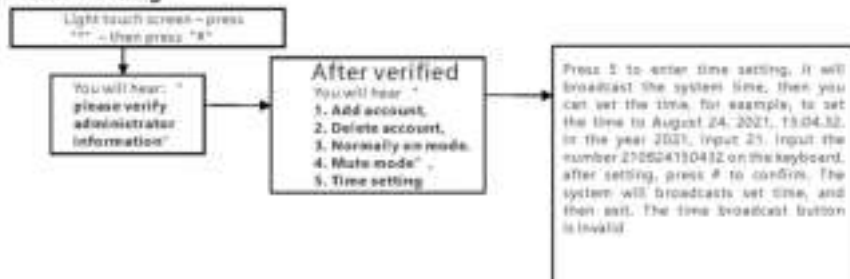 Light touch screen – press
"*" – then press "#"
You will hear: "
please verify
administrator
information"
After verified
You will hear "
1. Add account,
2. Delete account,
3. Normally on mode,
4. Mute mode" ,
5. Time setting
Press 5 to enter time setting, it will
broadcast the system time, then you
can set the time, for example, to set
the time to August 24, 2021, 15:04:32.
In the year 2021, input 21. Input the
number 210824150432 on the keyboard,
after setting, press # to confirm. The
system will broadcasts set time, and
then exit. The time broadcast button
is invalid